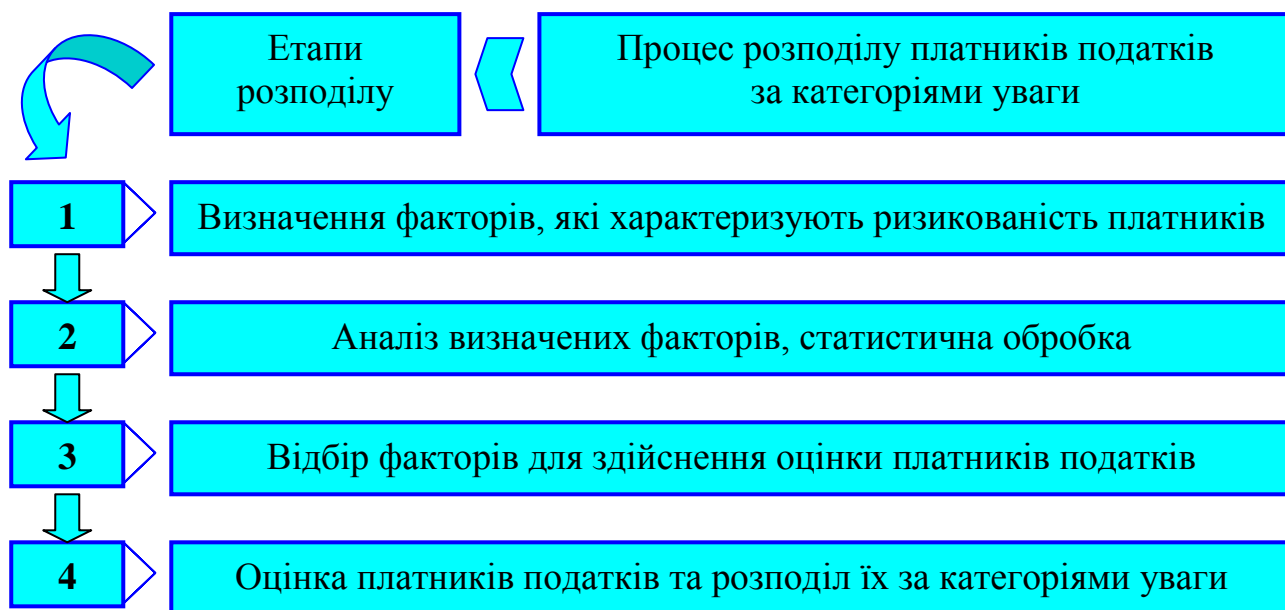 Етапи
розподілу
Процес розподілу платників податків
за категоріями уваги
1
Визначення факторів, які характеризують ризикованість платників
2
Аналіз визначених факторів, статистична обробка
3
Відбір факторів для здійснення оцінки платників податків
4
Оцінка платників податків та розподіл їх за категоріями уваги